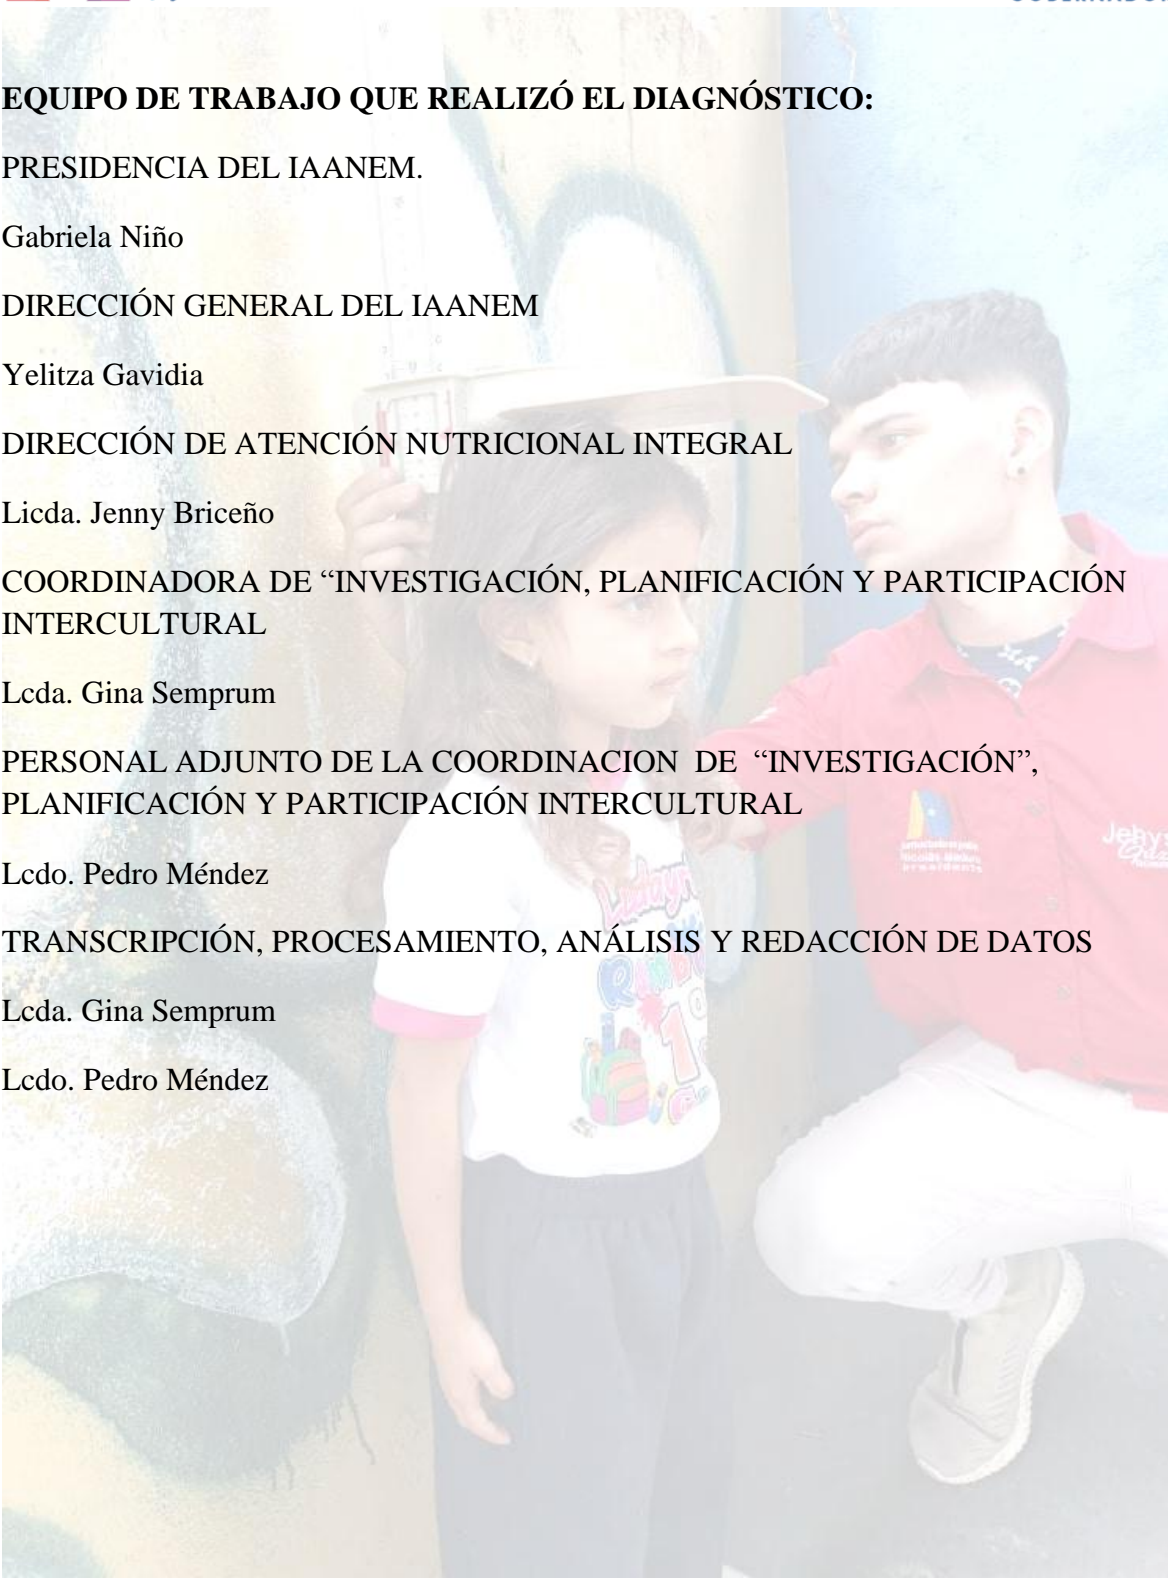 EQUIPO DE TRABAJO QUE REALIZÓ EL DIAGNÓSTICO:
PRESIDENCIA DEL IAANEM.
Gabriela Niño
DIRECCIÓN GENERAL DEL IAANEM
Yelitza Gavidia
DIRECCIÓN DE ATENCIÓN NUTRICIONAL INTEGRAL
Licda. Jenny Briceño
COORDINADORA DE “INVESTIGACIÓN, PLANIFICACIÓN Y PARTICIPACIÓN
INTERCULTURAL
Lcda. Gina Semprum
PERSONAL ADJUNTO DE LA COORDINACION  DE  “INVESTIGACIÓN”,
PLANIFICACIÓN Y PARTICIPACIÓN INTERCULTURAL
Lcdo. Pedro Méndez
TRANSCRIPCIÓN, PROCESAMIENTO, ANÁLISIS Y REDACCIÓN DE DATOS
Lcda. Gina Semprum
Lcdo. Pedro Méndez